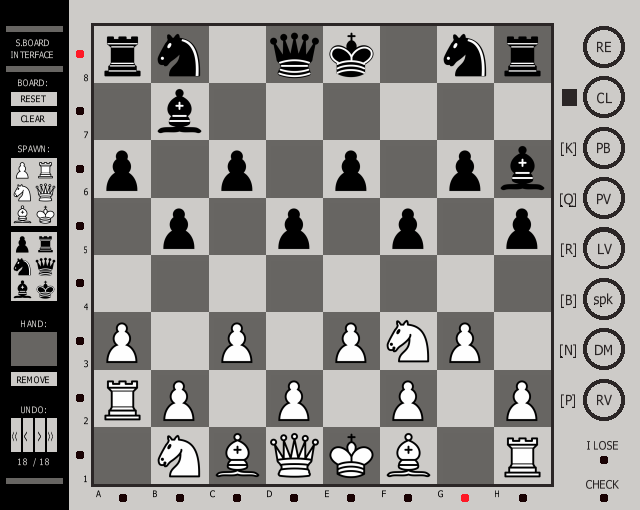 S.BOARD
INTERFACE
BOARD:
RESET
CLEAR
SPAWN:
HAND:
REMOVE
UNDO:
18 / 18
8
7
6
5
4
3
2
1
A B C D E F G H
RE
CL
[K] PB
[Q] PV
[R] LV
[B] spk
[N] DM
[P] RV
I LOSE
CHECK